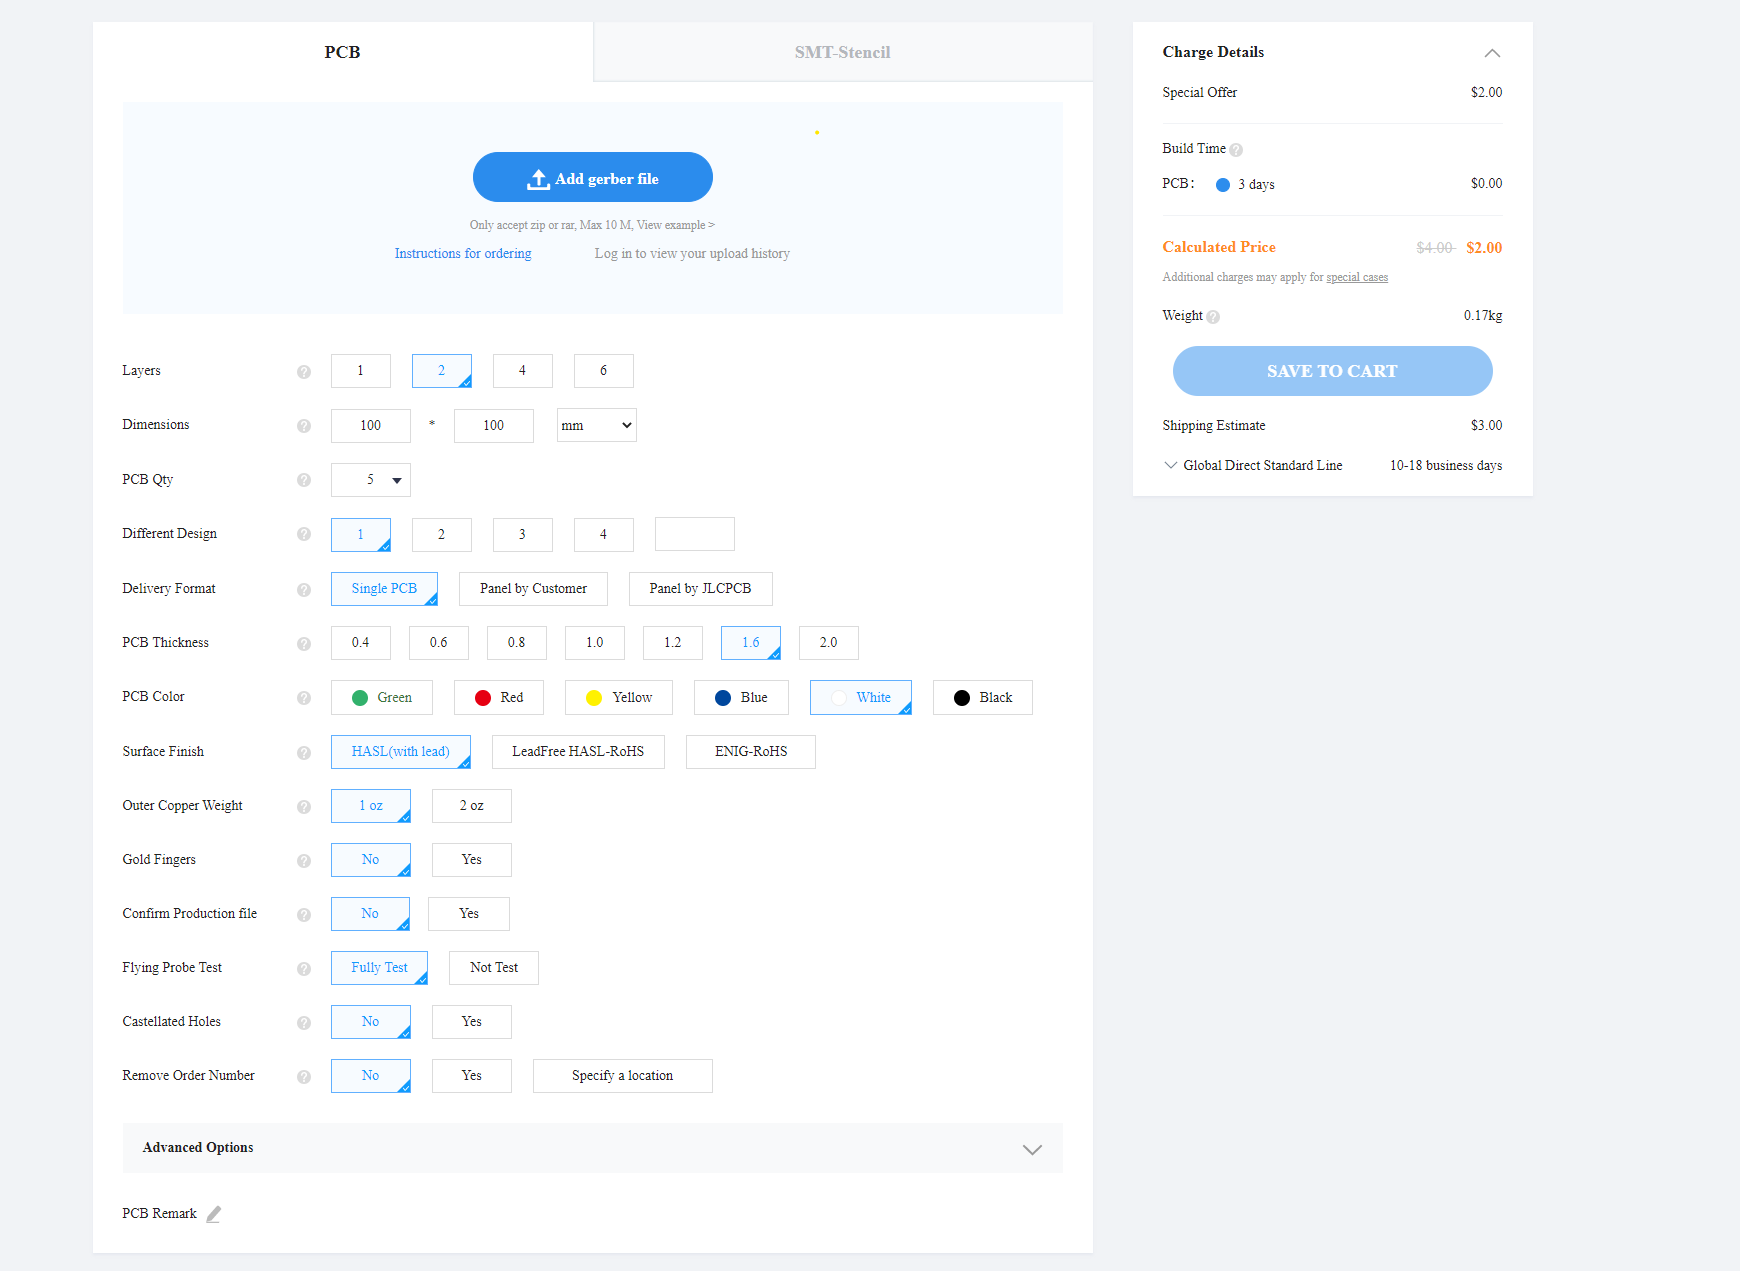 PCB
SMT-Stencil
Add gerber file
Only accept zip or rar, Max 10 M, View example >
Instructions for ordering
Log in to view your upload history
Layers ? 1 2 4 6
Dimensions ? 100 * 100 mm
PCB Qty ? 5
Different Design ? 1 2 3 4
Delivery Format ? Single PCB Panel by Customer Panel by JLCPCB
PCB Thickness ? 0.4 0.6 0.8 1.0 1.2 1.6 2.0
PCB Color ? Green Red Yellow Blue White Black
Surface Finish ? HASL(with lead) LeadFree HASL-RoHS ENIG-RoHS
Outer Copper Weight ? 1 oz 2 oz
Gold Fingers ? No Yes
Confirm Production file ? No Yes
Flying Probe Test ? Fully Test Not Test
Castellated Holes ? No Yes
Remove Order Number ? No Yes Specify a location
Advanced Options
PCB Remark
Charge Details
Special Offer $2.00
Build Time ?
PCB: 3 days $0.00
Calculated Price $4.00 $2.00
Additional charges may apply for special cases
Weight ? 0.17kg
SAVE TO CART
Shipping Estimate $3.00
Global Direct Standard Line 10-18 business days